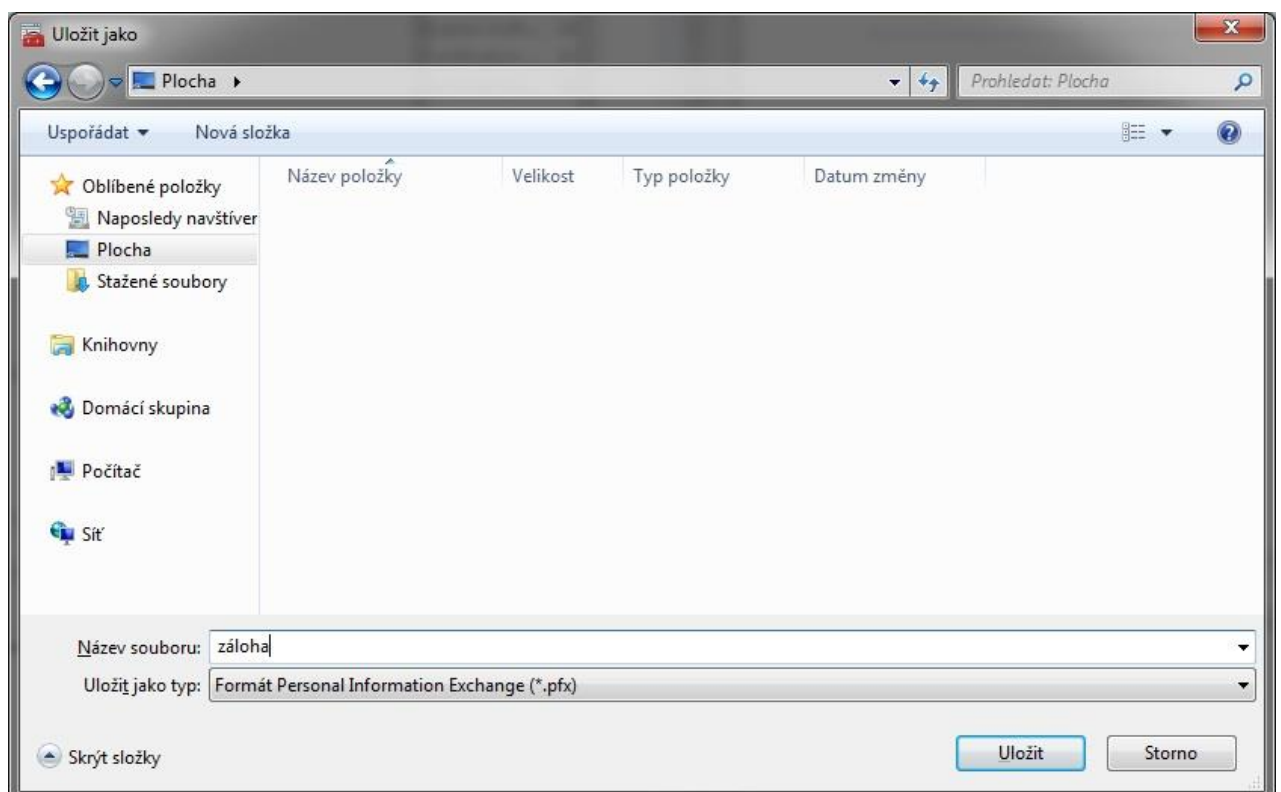 Uložit jako
Plocha
Prohledat: Plocha
Uspořádat
Nová složka
Oblíbené položky
Naposledy navštíver
Plocha
Stažené soubory
Knihovny
Domácí skupina
Počítač
Síť
Název položky
Velikost
Typ položky
Datum změny
Název souboru: záloha
Uložit jako typ: Formát Personal Information Exchange (*.pfx)
Skrýt složky
Uložit
Storno